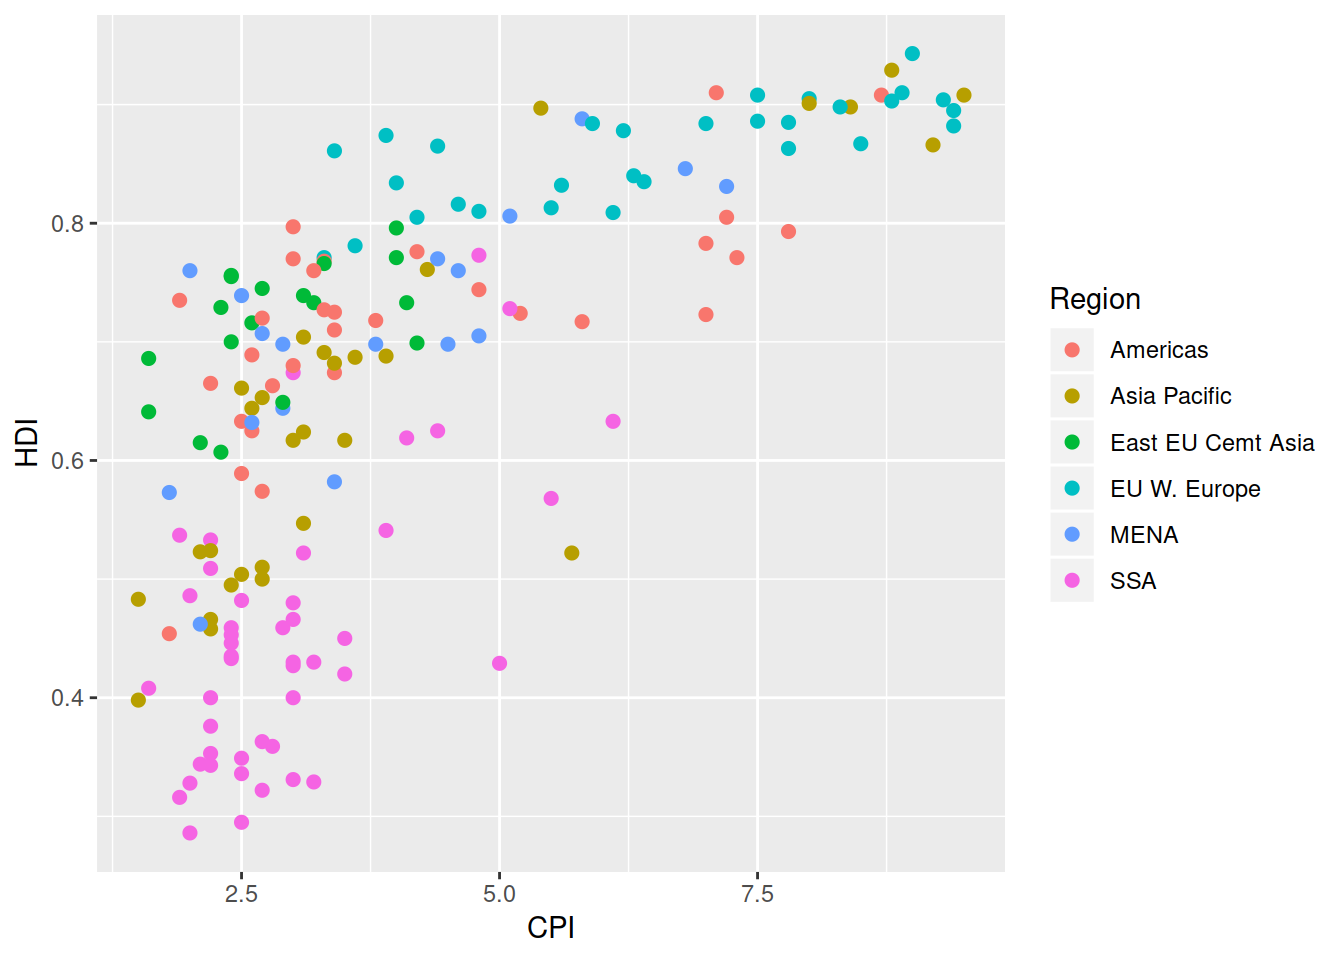 HDI
0.8
0.6
0.4
2.5
5.0
7.5
CPI
Region
Americas
Asia Pacific
East EU Cemt Asia
EU W. Europe
MENA
SSA